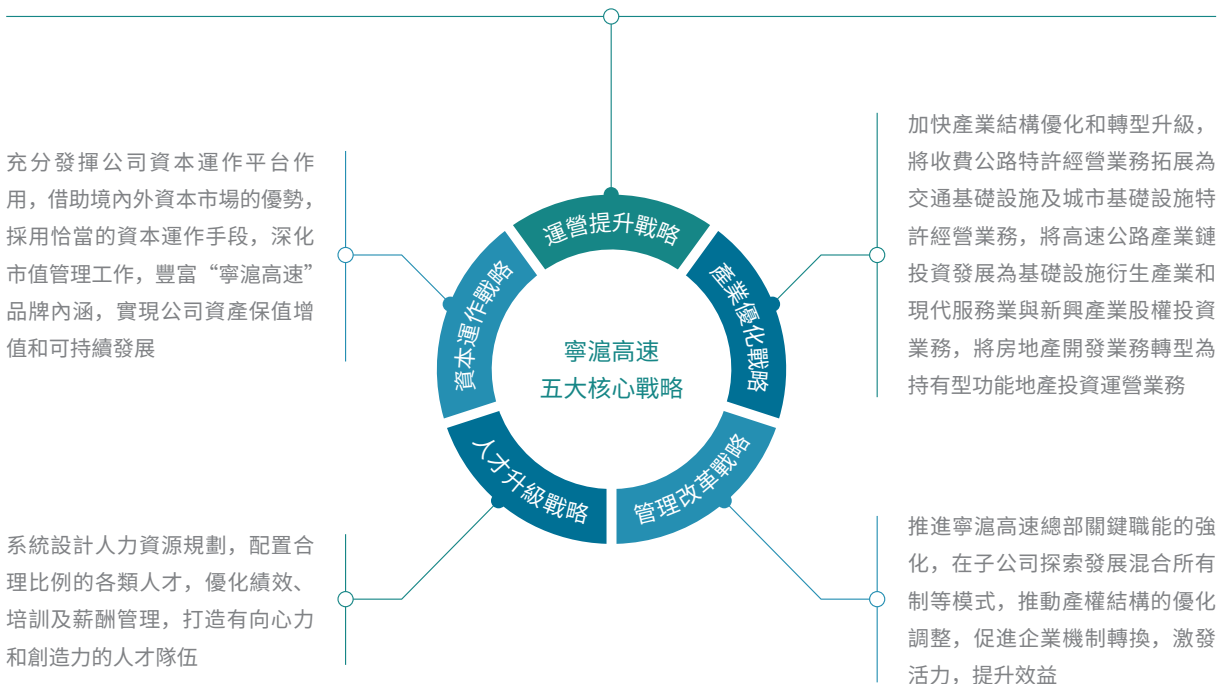 充分發揮公司資本運作平台作
用，借助境內外資本市場的優勢，
採用恰當的資本運作手段，深化
市值管理工作，豐富“寧滬高速”
品牌內涵，實現公司資產保值增
值和可持續發展
加快產業結構優化和轉型升級，
將收費公路特許經營業務拓展為
交通基礎設施及城市基礎設施特
許經營業務，將高速公路產業鏈
投資發展為基礎設施衍生產業和
現代服務業與新興產業股權投資
業務，將房地產開發業務轉型為
持有型功能地產投資運營業務
運營提升戰略
資本運作戰略
產業優化戰略
寧滬高速
五大核心戰略
人才升級戰略
管理改革戰略
系統設計人力資源規劃，配置合
理比例的各類人才，優化績效、
培訓及薪酬管理，打造有向心力
和創造力的人才隊伍
推進寧滬高速總部關鍵職能的強
化，在子公司探索發展混合所有
制等模式，推動產權結構的優化
調整，促進企業機制轉換，激發
活力，提升效益